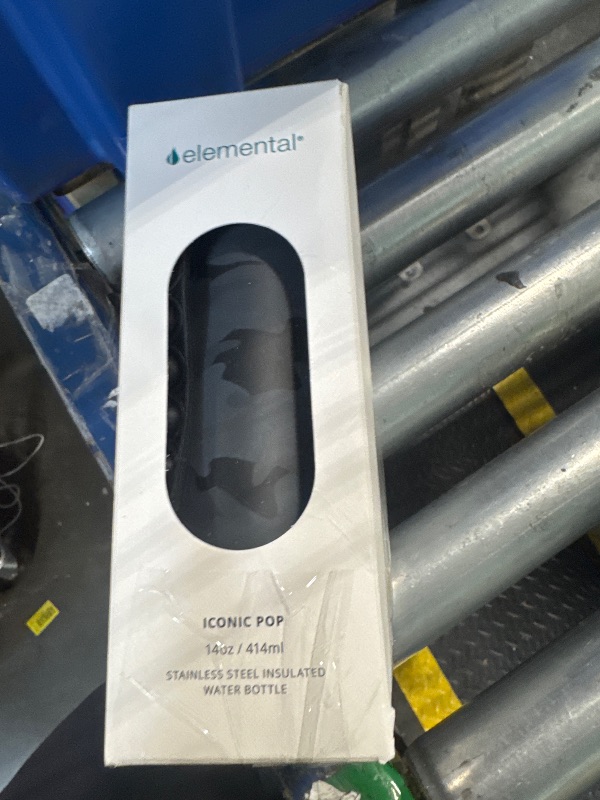 elemental®
ICONIC POP
14oz / 414ml
STAINLESS STEEL INSULATED
WATER BOTTLE